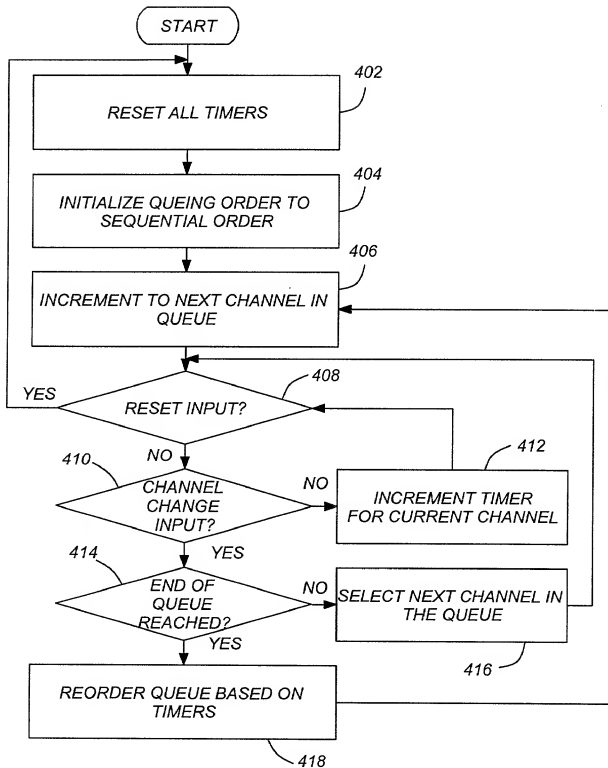 START
402
RESET ALL TIMERS
404
INITIALIZE QUEING ORDER TO
SEQUENTIAL ORDER
406
INCREMENT TO NEXT CHANNEL IN
QUEUE
YES
408
RESET INPUT?
NO
410
412
CHANNEL
CHANGE
INPUT?
NO
INCREMENT TIMER
FOR CURRENT CHANNEL
YES
414
END OF
QUEUE
REACHED?
NO
SELECT NEXT CHANNEL IN
THE QUEUE
YES
416
REORDER QUEUE BASED ON
TIMERS
418